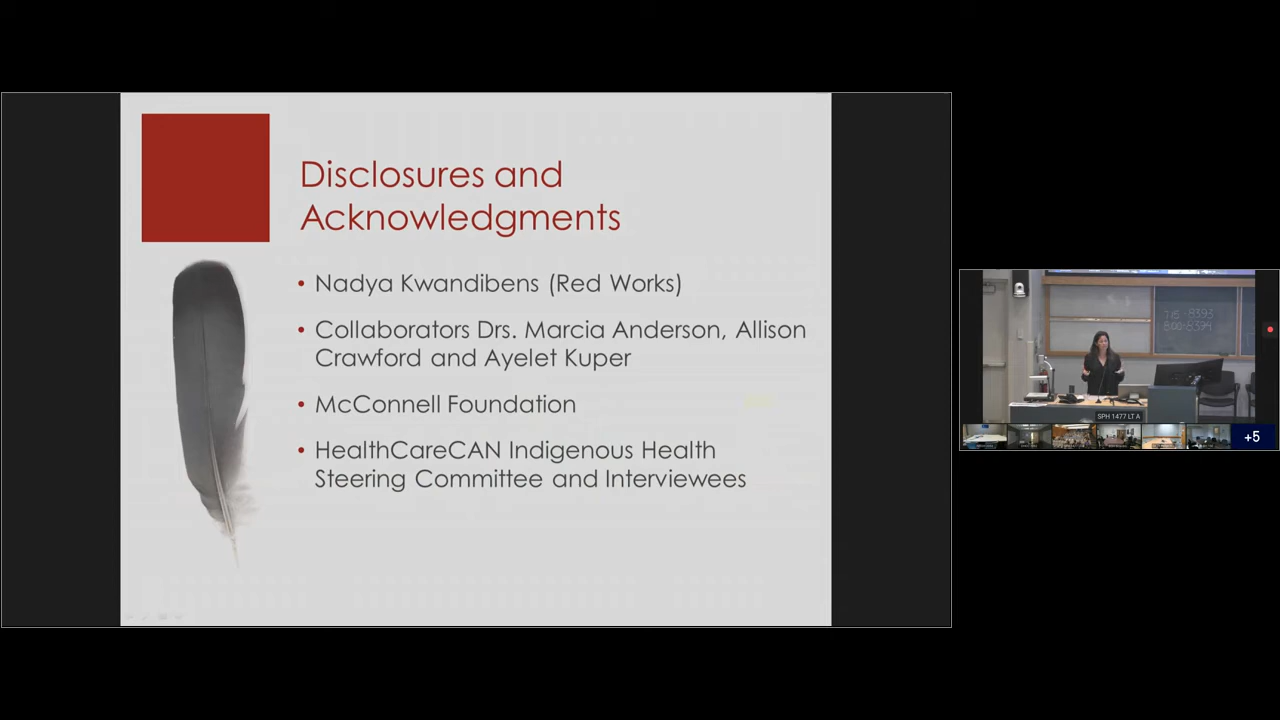 Disclosures and
Acknowledgments
• Nadya Kwandibens (Red Works)
• Collaborators Drs. Marcia Anderson, Allison
Crawford and Ayelet Kuper
• McConnell Foundation
• HealthCareCAN Indigenous Health
Steering Committee and Interviewees
SPH 1477 LT A
+5